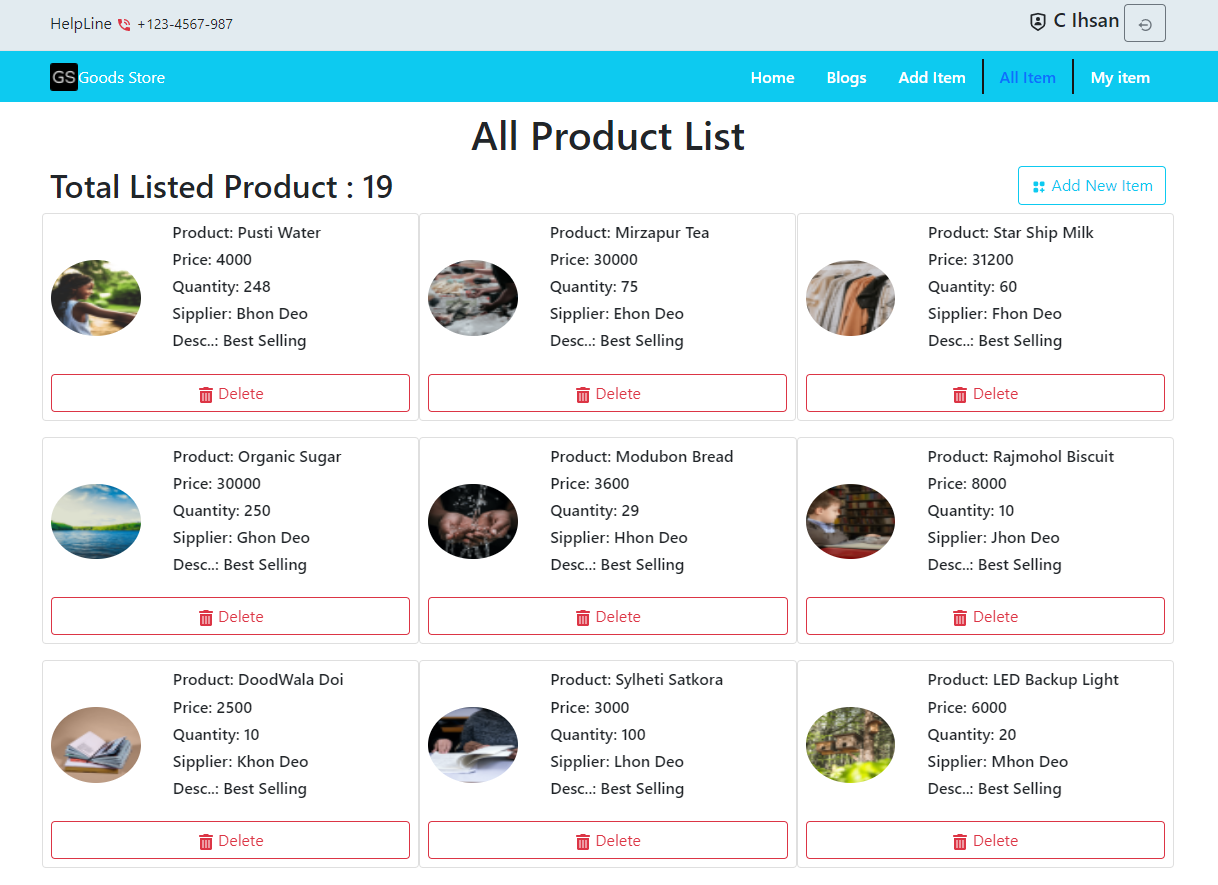 HelpLine +123-4567-987
C Ihsan
GS Goods Store
Home Blogs Add Item All Item My item
All Product List
Total Listed Product : 19
Add New Item
Product: Pusti Water
Price: 4000
Quantity: 248
Sipplier: Bhon Deo
Desc..: Best Selling
Delete
Product: Mirzapur Tea
Price: 30000
Quantity: 75
Sipplier: Ehon Deo
Desc..: Best Selling
Delete
Product: Star Ship Milk
Price: 31200
Quantity: 60
Sipplier: Fhon Deo
Desc..: Best Selling
Delete
Product: Organic Sugar
Price: 30000
Quantity: 250
Sipplier: Ghon Deo
Desc..: Best Selling
Delete
Product: Modubon Bread
Price: 3600
Quantity: 29
Sipplier: Hhon Deo
Desc..: Best Selling
Delete
Product: Rajmohol Biscuit
Price: 8000
Quantity: 10
Sipplier: Jhon Deo
Desc..: Best Selling
Delete
Product: DoodWala Doi
Price: 2500
Quantity: 10
Sipplier: Khon Deo
Desc..: Best Selling
Delete
Product: Sylheti Satkora
Price: 3000
Quantity: 100
Sipplier: Lhon Deo
Desc..: Best Selling
Delete
Product: LED Backup Light
Price: 6000
Quantity: 20
Sipplier: Mhon Deo
Desc..: Best Selling
Delete